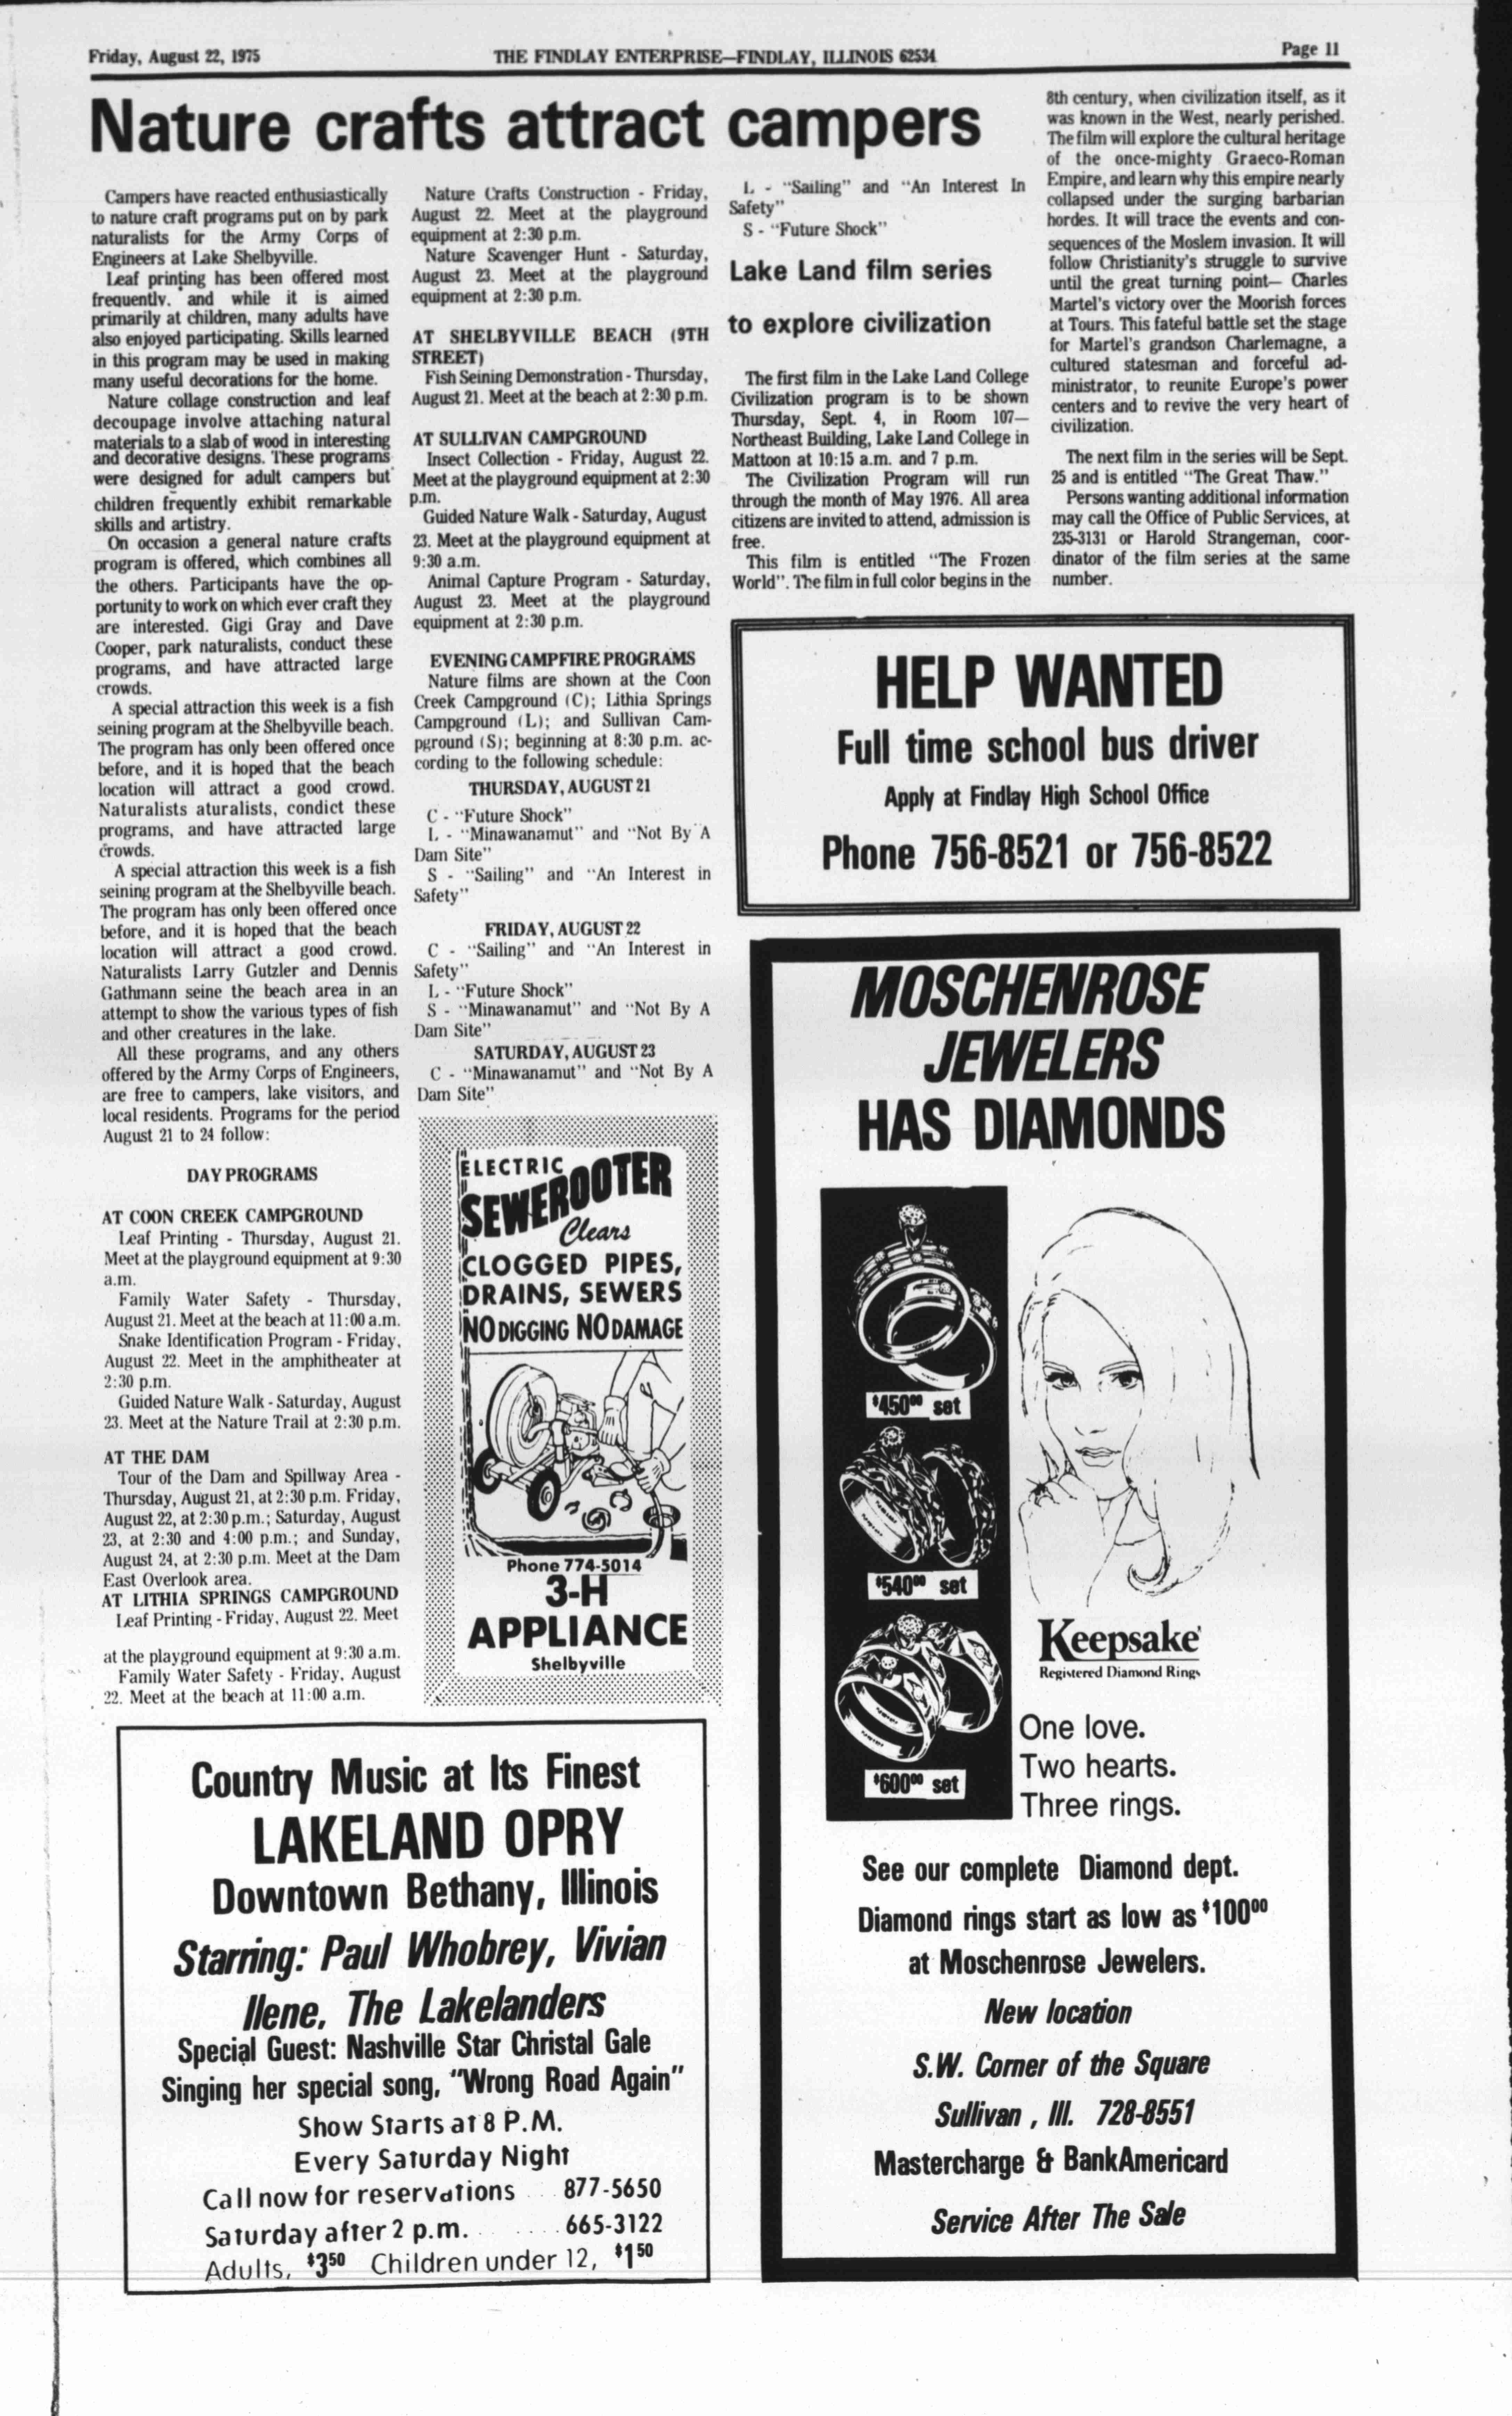 Friday, August 22, 1975
THE FINDLAY ENTERPRISE—FINDLAY, ILLINOIS 62534
Page 11
Nature crafts attract campers
Campers have reacted enthusiastically
to nature craft programs put on by park
naturalists for the Army Corps of
Engineers at Lake Shelbyville.
Leaf printing has been offered most
frequently. and while it is aimed
primarily at children, many adults have
also enjoyed participating. Skills learned
in this program may be used in making
many useful decorations for the home.
Nature collage construction and leaf
decoupage involve attaching natural
materials to a slab of wood in interesting
and decorative designs. These programs
were designed for adult campers but
children frequently exhibit remarkable
skills and artistry.
On occasion a general nature crafts
program is offered, which combines all
the others. Participants have the op-
portunity to work on which ever craft they
are interested. Gigi Gray and Dave
Cooper, park naturalists, conduct these
programs, and have attracted large
crowds.
A special attraction this week is a fish
seining program at the Shelbyville beach.
The program has only been offered once
before, and it is hoped that the beach
location will attract a good crowd.
Naturalists aturalists, condict these
programs, and have attracted large
crowds.
A special attraction this week is a fish
seining program at the Shelbyville beach.
The program has only been offered once
before, and it is hoped that the beach
location will attract a good crowd.
Naturalists Larry Gutzler and Dennis
Gathmann seine the beach area in an
attempt to show the various types of fish
and other creatures in the lake.
All these programs, and any others
offered by the Army Corps of Engineers,
are free to campers, lake visitors, and
local residents. Programs for the period
August 21 to 24 follow:
DAY PROGRAMS
AT COON CREEK CAMPGROUND
Leaf Printing - Thursday, August 21.
Meet at the playground equipment at 9:30
a.m.
Family Water Safety - Thursday,
August 21. Meet at the beach at 11:00 a.m.
Snake Identification Program - Friday,
August 22. Meet in the amphitheater at
2:30 p.m.
Guided Nature Walk - Saturday, August
23. Meet at the Nature Trail at 2:30 p.m.
AT THE DAM
Tour of the Dam and Spillway Area -
Thursday, August 21, at 2:30 p.m. Friday,
August 22, at 2:30 p.m.; Saturday, August
23, at 2:30 and 4:00 p.m.; and Sunday,
August 24, at 2:30 p.m. Meet at the Dam
East Overlook area.
AT LITHIA SPRINGS CAMPGROUND
Leaf Printing - Friday, August 22. Meet
at the playground equipment at 9:30 a.m.
Family Water Safety - Friday, August
22. Meet at the beach at 11:00 a.m.
Nature Crafts Construction - Friday,
August 22. Meet at the playground
equipment at 2:30 p.m.
Nature Scavenger Hunt - Saturday,
August 23. Meet at the playground
equipment at 2:30 p.m.
AT SHELBYVILLE BEACH (9TH
STREET)
Fish Seining Demonstration - Thursday,
August 21. Meet at the beach at 2:30 p.m.
AT SULLIVAN CAMPGROUND
Insect Collection - Friday, August 22.
Meet at the playground equipment at 2:30
p.m.
Guided Nature Walk - Saturday, August
23. Meet at the playground equipment at
9:30 a.m.
Animal Capture Program - Saturday,
August 23. Meet at the playground
equipment at 2:30 p.m.
EVENING CAMPFIRE PROGRAMS
Nature films are shown at the Coon
Creek Campground (C); Lithia Springs
Campground (L); and Sullivan Cam-
pground (S); beginning at 8:30 p.m. ac-
cording to the following schedule:
THURSDAY, AUGUST 21
C - "Future Shock"
L - "Minawanamut" and "Not By A
Dam Site"
S - "Sailing" and "An Interest in
Safety"
FRIDAY, AUGUST 22
C - "Sailing" and "An Interest in
Safety"
L - "Future Shock"
S - "Minawanamut" and "Not By A
Dam Site"
SATURDAY, AUGUST 23
C - "Minawanamut" and "Not By A
Dam Site"
L - "Sailing" and "An Interest In
Safety"
S - "Future Shock"
Lake Land film series
to explore civilization
The first film in the Lake Land College
Civilization program is to be shown
Thursday, Sept. 4, in Room 107—
Northeast Building, Lake Land College in
Mattoon at 10:15 a.m. and 7 p.m.
The Civilization Program will run
through the month of May 1976. All area
citizens are invited to attend, admission is
free.
This film is entitled "The Frozen
World". The film in full color begins in the
8th century, when civilization itself, as it
was known in the West, nearly perished.
The film will explore the cultural heritage
of the once-mighty Graeco-Roman
Empire, and learn why this empire nearly
collapsed under the surging barbarian
hordes. It will trace the events and con-
sequences of the Moslem invasion. It will
follow Christianity's struggle to survive
until the great turning point— Charles
Martel's victory over the Moorish forces
at Tours. This fateful battle set the stage
for Martel's grandson Charlemagne, a
cultured statesman and forceful ad-
ministrator, to reunite Europe's power
centers and to revive the very heart of
civilization.
The next film in the series will be Sept.
25 and is entitled "The Great Thaw."
Persons wanting additional information
may call the Office of Public Services, at
235-3131 or Harold Strangeman, coor-
dinator of the film series at the same
number.
HELP WANTED
Full time school bus driver
Apply at Findlay High School Office
Phone 756-8521 or 756-8522
ELECTRIC
SEWEROOTER
Clears
CLOGGED PIPES,
DRAINS, SEWERS
NO DIGGING NO DAMAGE
Phone 774-5014
3-H
APPLIANCE
Shelbyville
Country Music at Its Finest
LAKELAND OPRY
Downtown Bethany, Illinois
Starring: Paul Whobrey, Vivian
Ilene, The Lakelanders
Special Guest: Nashville Star Christal Gale
Singing her special song, "Wrong Road Again"
Show Starts at 8 P.M.
Every Saturday Night
Call now for reservations . . . 877-5650
Saturday after 2 p.m. . . . . . 665-3122
Adults, $3.50 Children under 12, $1.50
MOSCHENROSE
JEWELERS
HAS DIAMONDS
$450.00 set
$540.00 set
$600.00 set
Keepsake
Registered Diamond Rings
One love.
Two hearts.
Three rings.
See our complete Diamond dept.
Diamond rings start as low as $100.00
at Moschenrose Jewelers.
New location
S.W. Corner of the Square
Sullivan, Ill. 728-8551
Mastercharge & BankAmericard
Service After The Sale